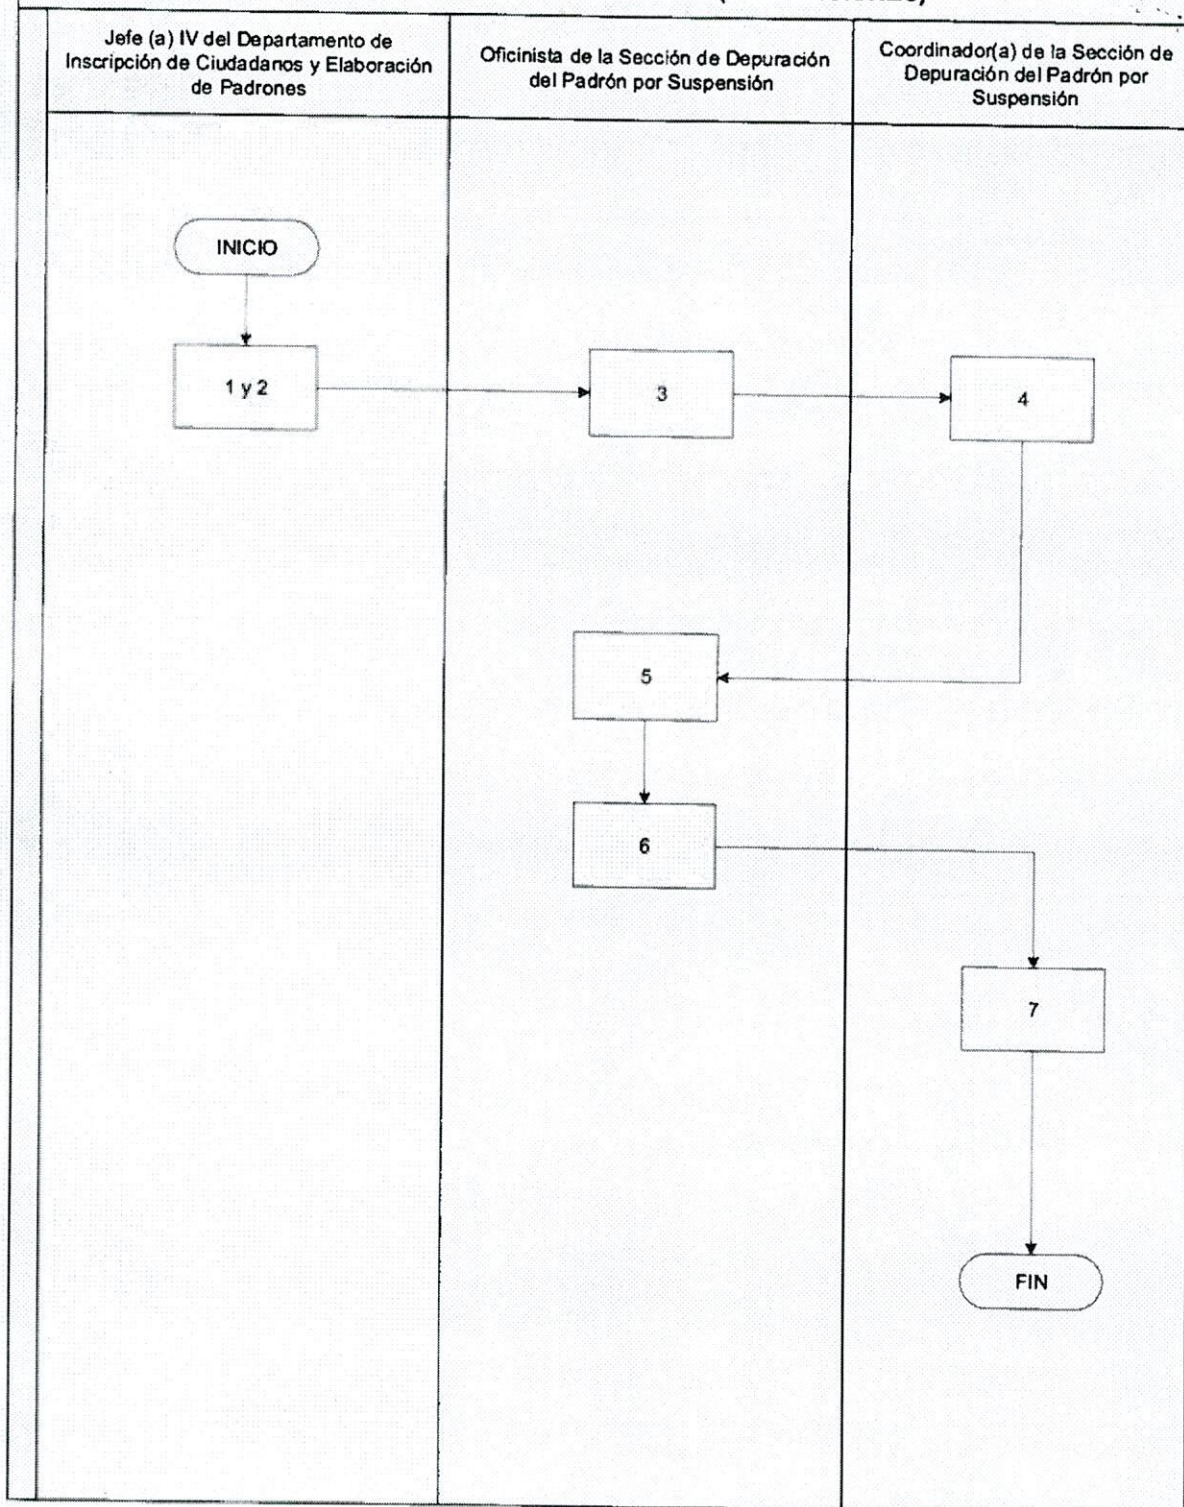 Jefe (a) IV del Departamento de
Inscripción de Ciudadanos y Elaboración
de Padrones
Oficinista de la Sección de Depuración
del Padrón por Suspensión
Coordinador(a) de la Sección de
Depuración del Padrón por
Suspensión
INICIO
1 y 2
3
4
5
6
7
FIN